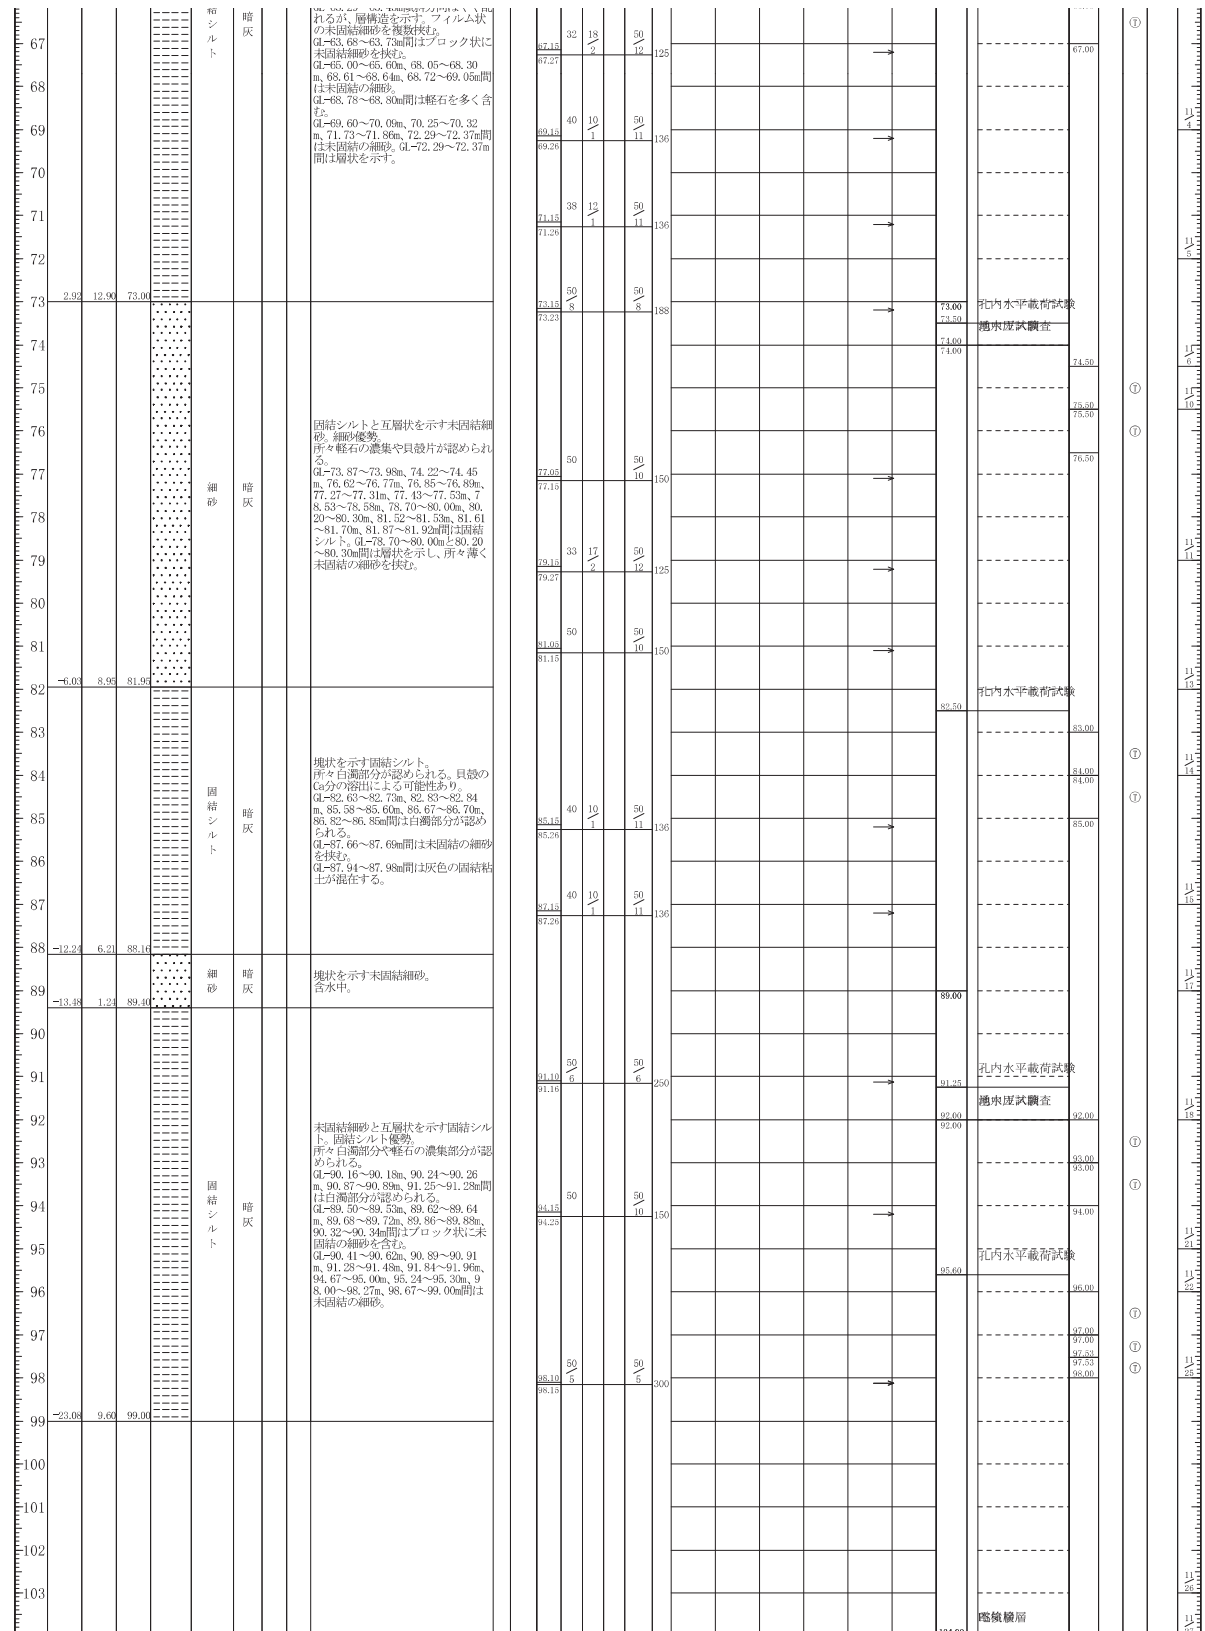 れるが、層構造を示す。フィルム状
の未固結細砂を複数挟む。
GL-63.68～63.73m間はブロック状に
未固結細砂を挟む。
GL-65.00～65.60m、68.05～68.30
m、68.61～68.64m、68.72～69.05m間
は未固結の細砂。
GL-68.78～68.80m間は軽石を多く含
む。
GL-69.60～70.09m、70.25～70.32
m、71.73～71.86m、72.29～72.37m間
は未固結の細砂。GL-72.29～72.37m
間は層状を示す。
結シルト
暗灰
67
68
69
70
71
72
73
2.92 12.90 73.00
67.15 32 18/2 50/12 125
67.27
69.15 40 10/1 50/11 136
69.26
71.15 38 12/1 50/11 136
71.26
73.15 50/8 50/8 188
73.23
67.00
11/4
11/5
73.00 孔内水平載荷試験
73.50
74.00
74.00
74.50
11/6
細砂
暗灰
固結シルトと互層状を示す未固結細
砂。細砂優勢。
所々軽石の濃集や貝殻片が認められ
る。
GL-73.87～73.98m、74.22～74.45
m、76.62～76.77m、76.85～76.89m、
77.27～77.31m、77.43～77.53m、7
8.53～78.58m、78.70～80.00m、80.
20～80.30m、81.52～81.53m、81.61
～81.70m、81.87～81.92m間は固結
シルト。GL-78.70～80.00mと80.20
～80.30m間は層状を示し、所々薄く
未固結の細砂を挟む。
74
75
76
77
78
79
80
81
82
-6.03 8.95 81.95
77.05 50 50/10 150
77.15
79.15 33 17/2 50/12 125
79.27
81.05 50 50/10 150
81.15
75.50
75.50
76.50
Ⓣ
Ⓣ
Ⓣ
11/10
11/11
11/13
孔内水平載荷試験
82.50
83.00
固結シルト
暗灰
塊状を示す固結シルト。
所々白濁部分が認められる。貝殻の
Ca分の溶出による可能性あり。
GL-82.63～82.73m、82.83～82.84
m、85.58～85.60m、86.67～86.70m、
86.82～86.85m間は白濁部分が認め
られる。
GL-87.66～87.69m間は未固結の細砂
を挟む。
GL-87.94～87.98m間は灰色の固結粘
土が混在する。
83
84
85
86
87
88
-12.24 6.21 88.16
85.15 40 10/1 50/11 136
85.26
87.15 40 10/1 50/11 136
87.26
84.00
84.00
85.00
Ⓣ
Ⓣ
11/14
11/15
細砂
暗灰
塊状を示す未固結細砂。
含水中。
89
-13.48 1.24 89.40
89.00
11/17
固結シルト
暗灰
未固結細砂と互層状を示す固結シル
ト。固結シルト優勢。
所々白濁部分や軽石の濃集部分が認
められる。
GL-90.16～90.18m、90.24～90.26
m、90.87～90.89m、91.25～91.28m間
は白濁部分が認められる。
GL-89.50～89.53m、89.62～89.64
m、89.68～89.72m、89.86～89.88m、
90.32～90.34m間はブロック状に未
固結の細砂を含む。
GL-90.41～90.62m、90.89～90.91
m、91.28～91.48m、91.84～91.96m、
94.67～95.00m、95.24～95.30m、9
8.00～98.27m、98.67～99.00m間は
未固結の細砂。
90
91
92
93
94
95
96
97
98
99
-23.08 9.60 99.00
91.10 50/6 50/6 250
91.16
94.15 50 50/10 150
94.25
98.10 50/5 50/5 300
98.15
孔内水平載荷試験
91.25
92.00
92.00
92.00
93.00
93.00
94.00
孔内水平載荷試験
95.60
96.00
97.00
97.00
97.53
97.53
98.00
Ⓣ
Ⓣ
Ⓣ
Ⓣ
Ⓣ
11/18
11/21
11/22
11/25
100
101
102
103
11/26